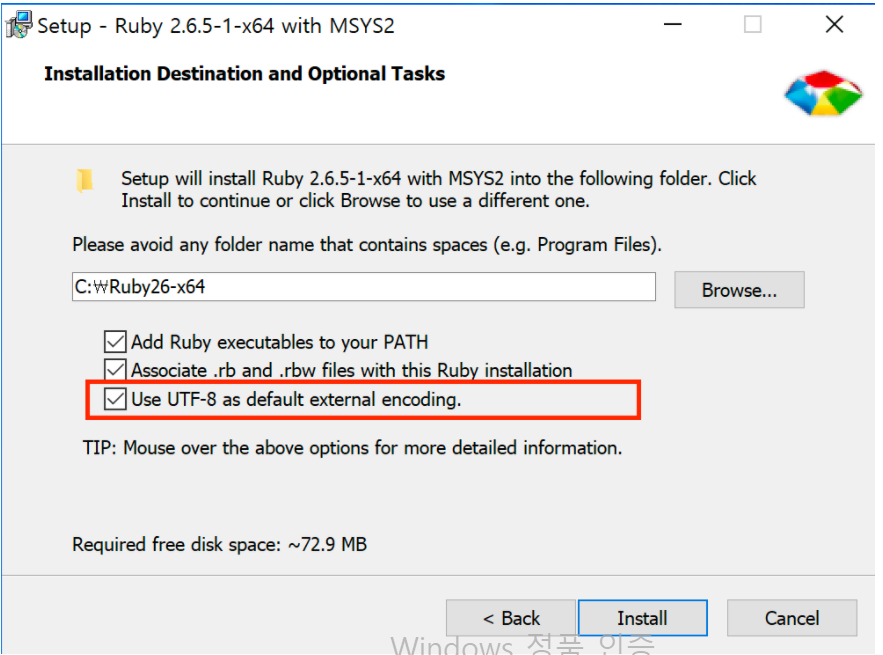 Setup - Ruby 2.6.5-1-x64 with MSYS2
Installation Destination and Optional Tasks
Setup will install Ruby 2.6.5-1-x64 with MSYS2 into the following folder. Click
Install to continue or click Browse to use a different one.
Please avoid any folder name that contains spaces (e.g. Program Files).
C:₩Ruby26-x64
Browse...
Add Ruby executables to your PATH
Associate .rb and .rbw files with this Ruby installation
Use UTF-8 as default external encoding.
TIP: Mouse over the above options for more detailed information.
Required free disk space: ~72.9 MB
< Back
Install
Cancel
Windows 정품 인증